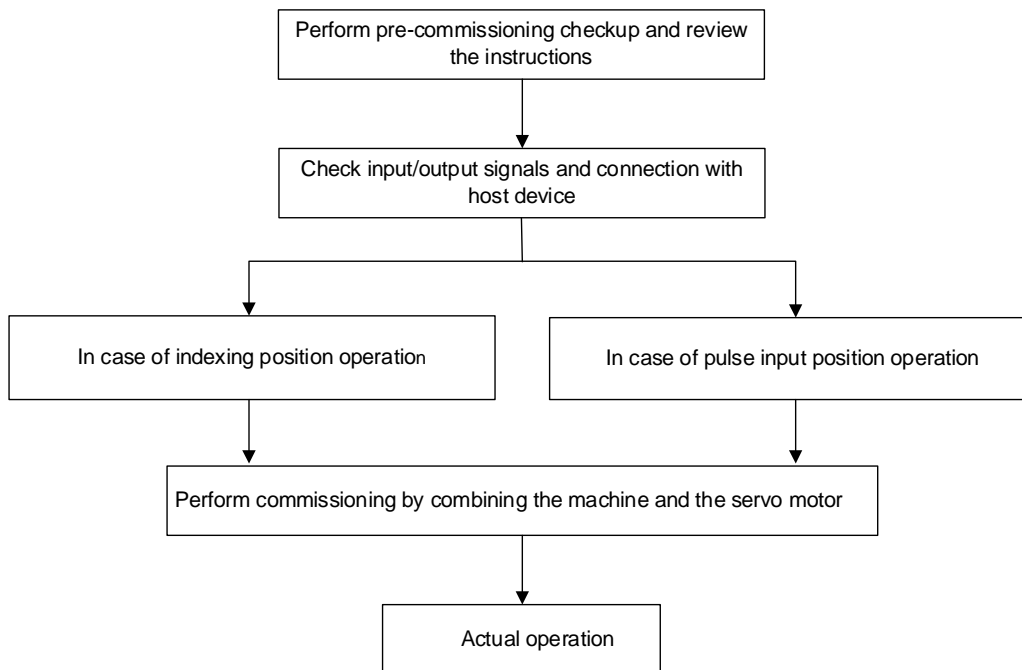 Perform pre-commissioning checkup and review
the instructions
Check input/output signals and connection with
host device
In case of indexing position operation
In case of pulse input position operation
Perform commissioning by combining the machine and the servo motor
Actual operation